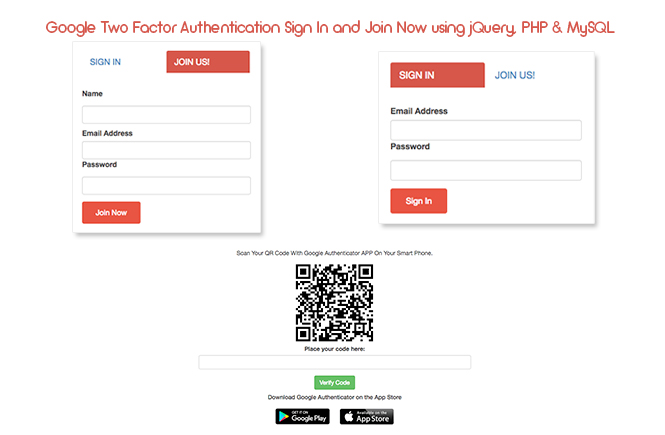 Google Two Factor Authentication Sign In and Join Now using jQuery, PHP & MySQL
SIGN IN
JOIN US!
Name
Email Address
Password
Join Now
SIGN IN
JOIN US!
Email Address
Password
Sign In
Scan Your QR Code With Google Authenticator APP On Your Smart Phone.
Place your code here:
Verify Code
Download Google Authenticator on the App Store
GET IT ON
Google Play
Available on the
App Store